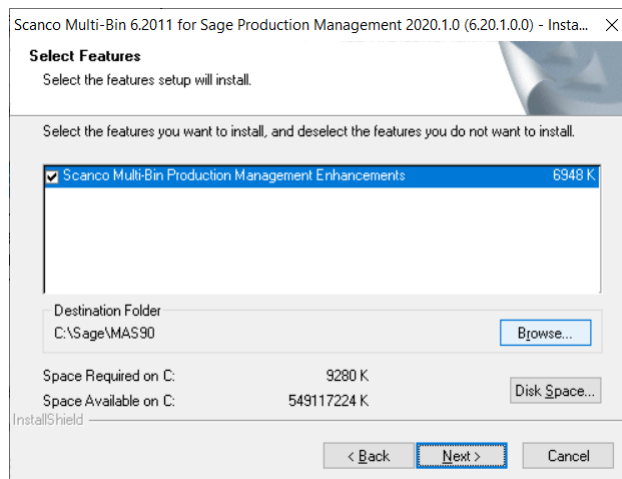 Scanco Multi-Bin 6.2011 for Sage Production Management 2020.1.0 (6.20.1.0.0) - Insta...
Select Features
Select the features setup will install.
Select the features you want to install, and deselect the features you do not want to install.
Scanco Multi-Bin Production Management Enhancements 6948 K
Destination Folder
C:\Sage\MAS90
Browse...
Space Required on C: 9280 K
Space Available on C: 549117224 K
Disk Space...
InstallShield
< Back Next > Cancel